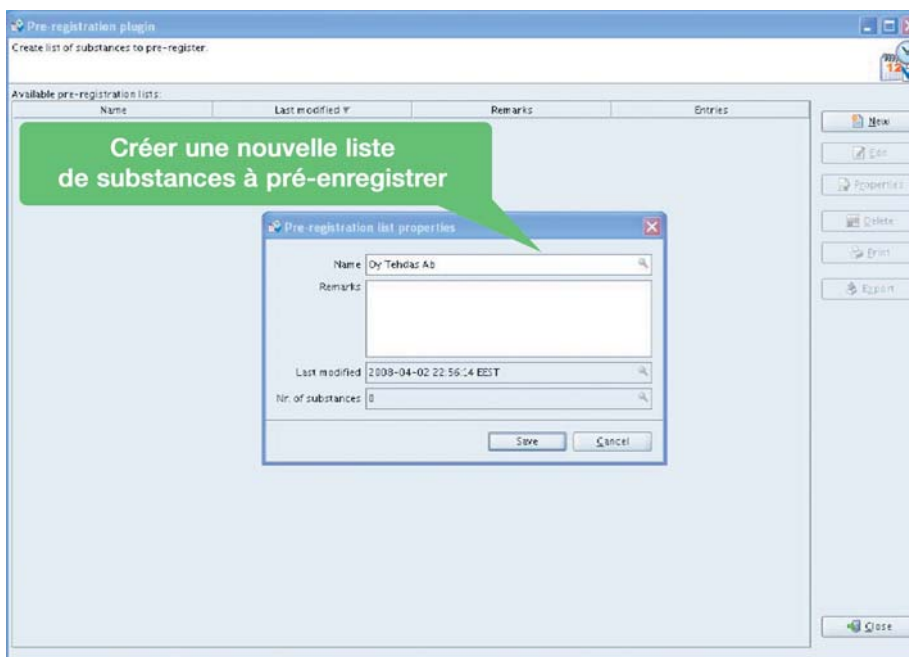 Pre-registration plugin
Create list of substances to pre-register.
12
Available pre-registration lists:
Name Last modified Remarks Entries
New
Edit
Properties
Delete
Print
Export
Créer une nouvelle liste
de substances à pré-enregistrer
Pre-registration list properties
Name Oy Tehdas Ab
Remarks
Last modified 2008-04-02 22:56:14 EEST
Nr. of substances 0
Save Cancel
Close